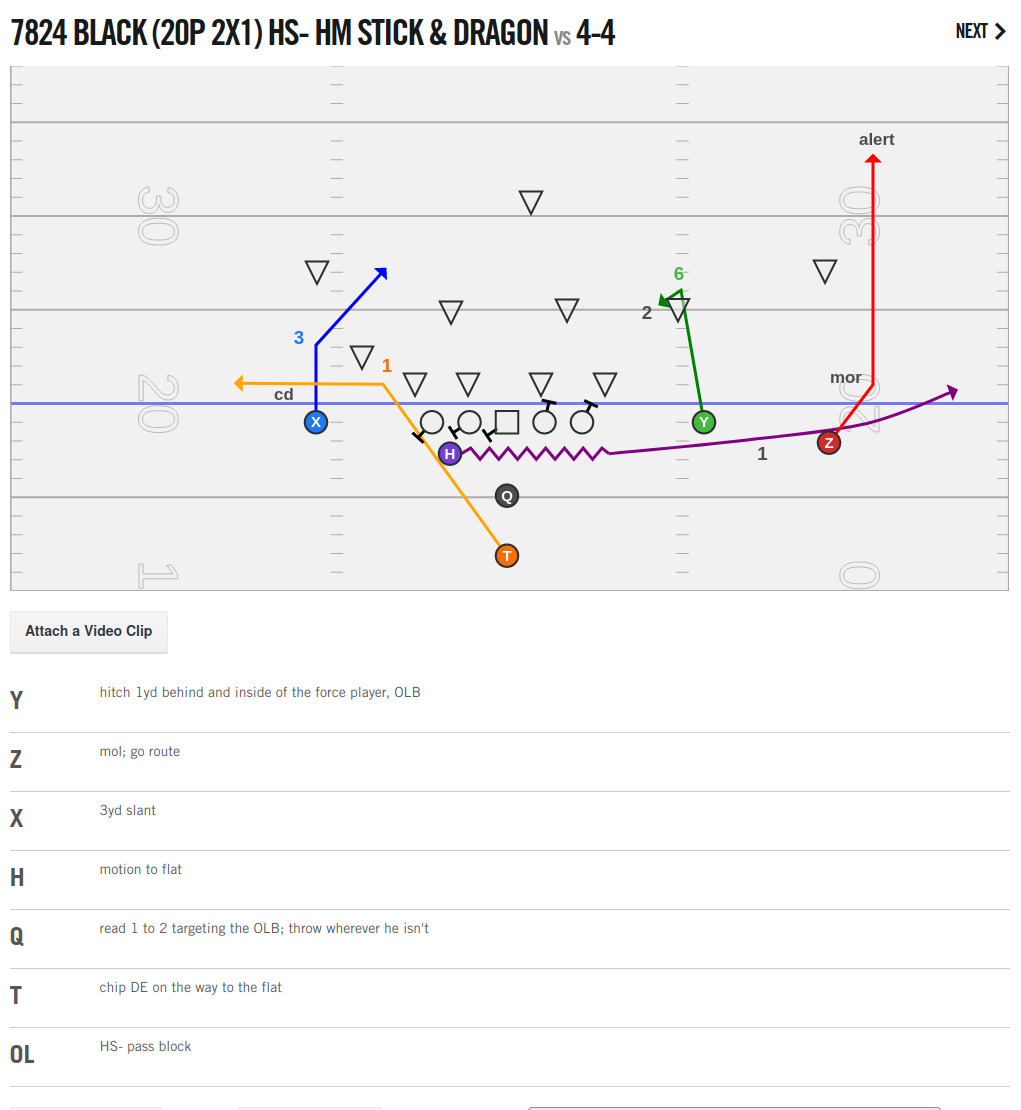 7824 BLACK (20P 2X1) HS- HM STICK & DRAGON VS 4-4
NEXT
alert
30
30
6
3
2
1
mor
20
20
cd
X
Y
H
Z
1
Q
T
1
0
Attach a Video Clip
Y hitch 1yd behind and inside of the force player, OLB
Z mol; go route
X 3yd slant
H motion to flat
Q read 1 to 2 targeting the OLB; throw wherever he isn't
T chip DE on the way to the flat
OL HS- pass block